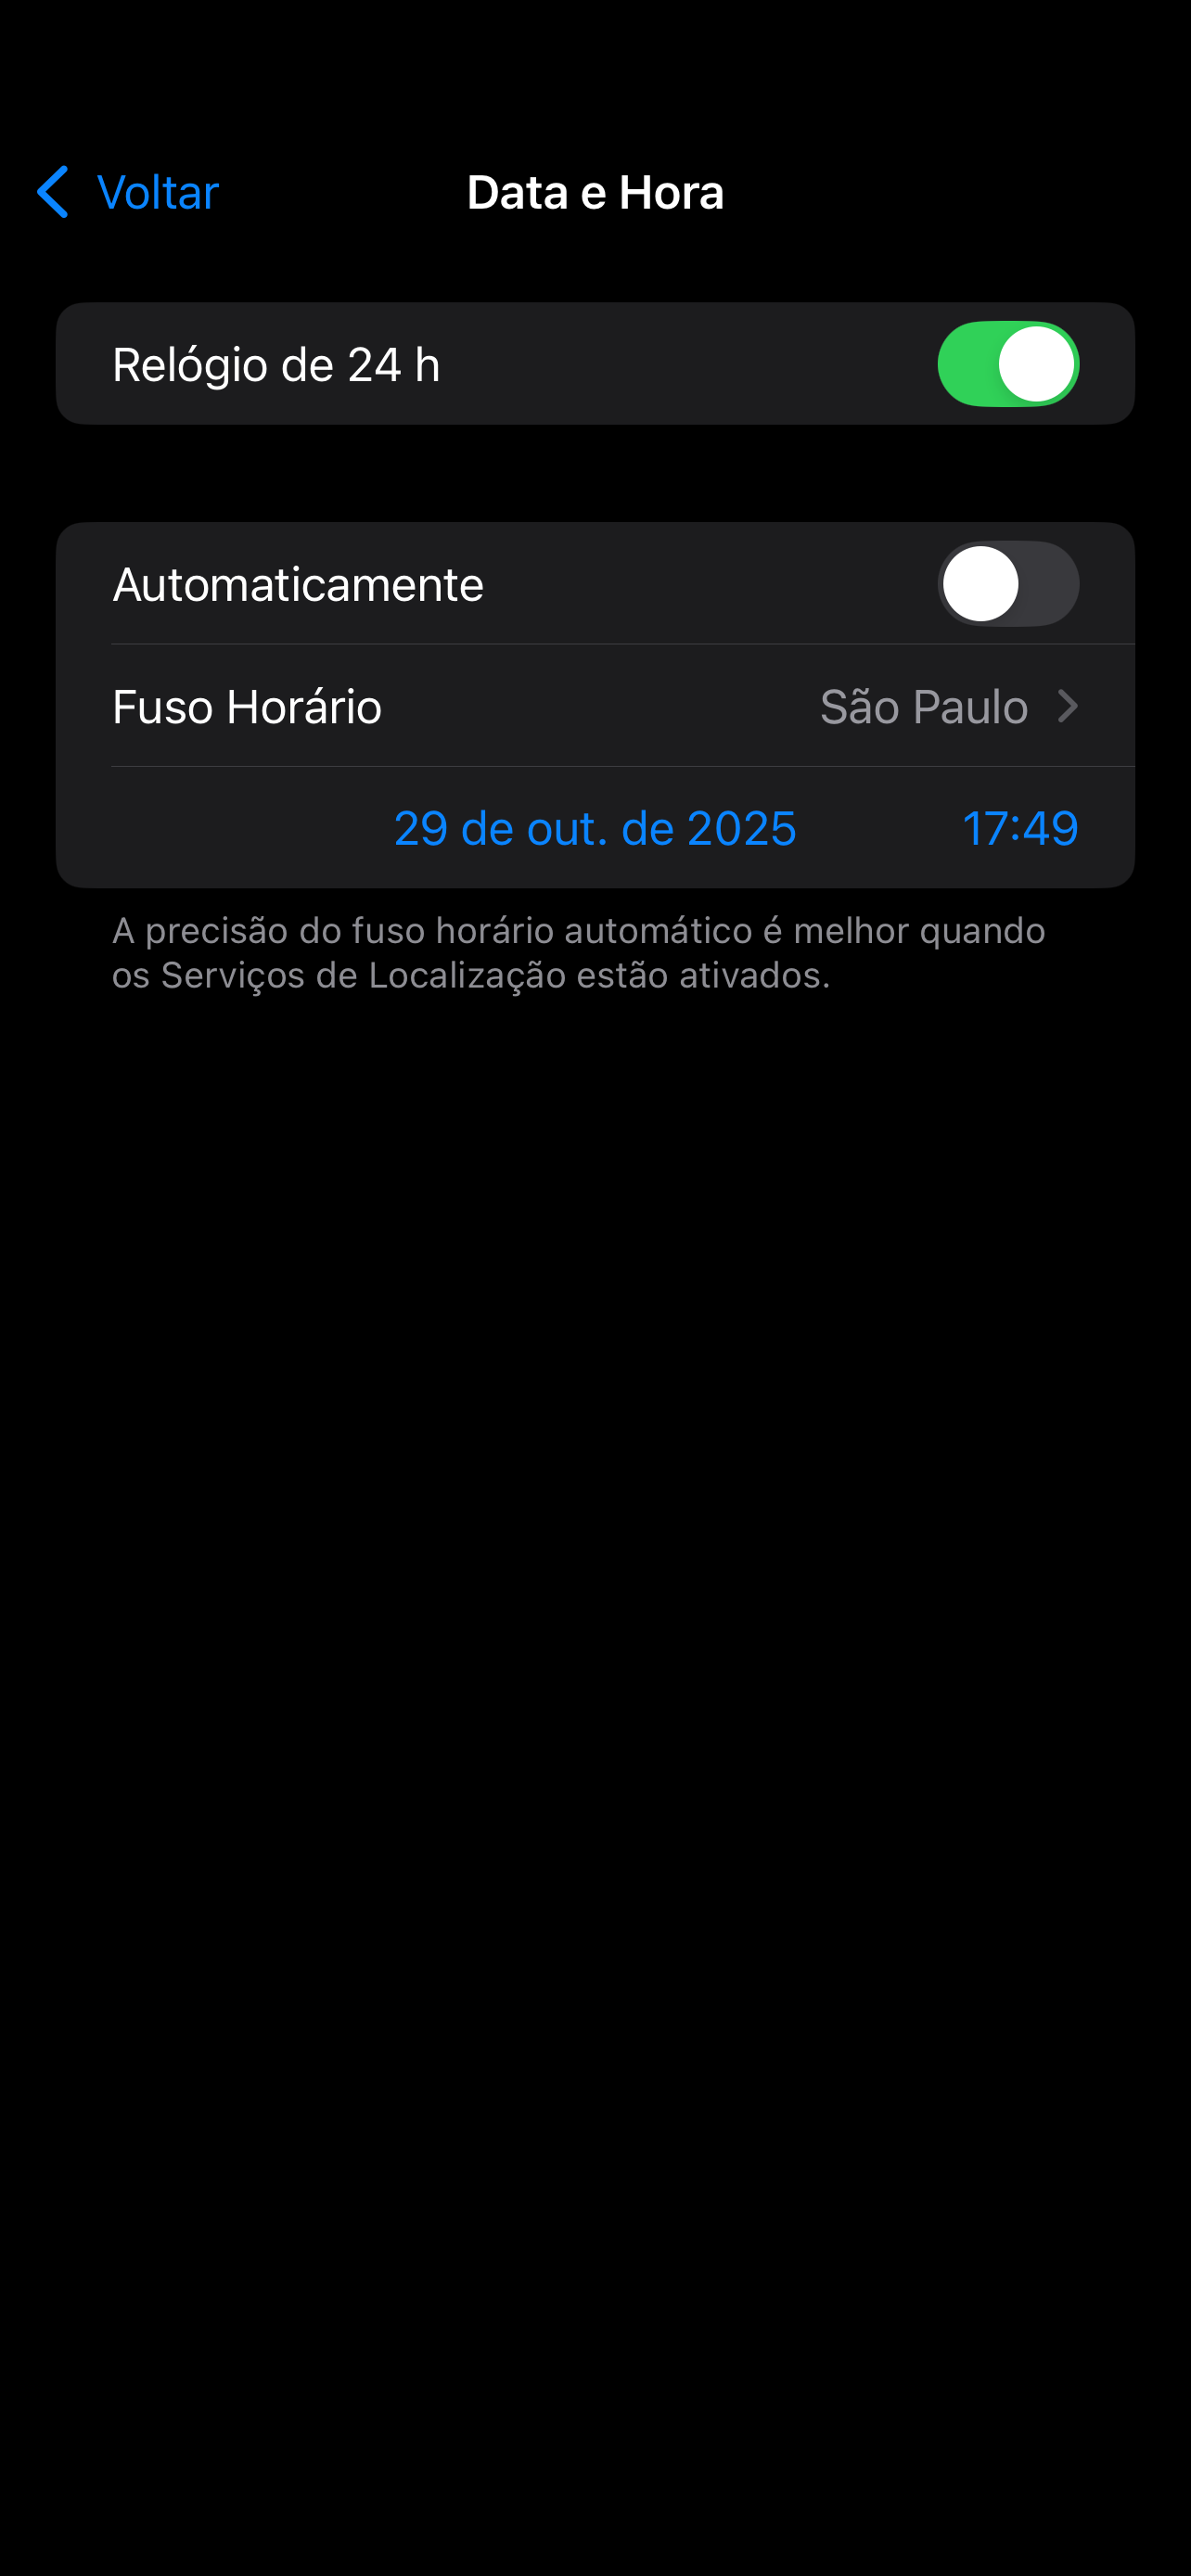 Voltar
Data e Hora
Relógio de 24 h
Automaticamente
Fuso Horário São Paulo
29 de out. de 2025 17:49
A precisão do fuso horário automático é melhor quando
os Serviços de Localização estão ativados.